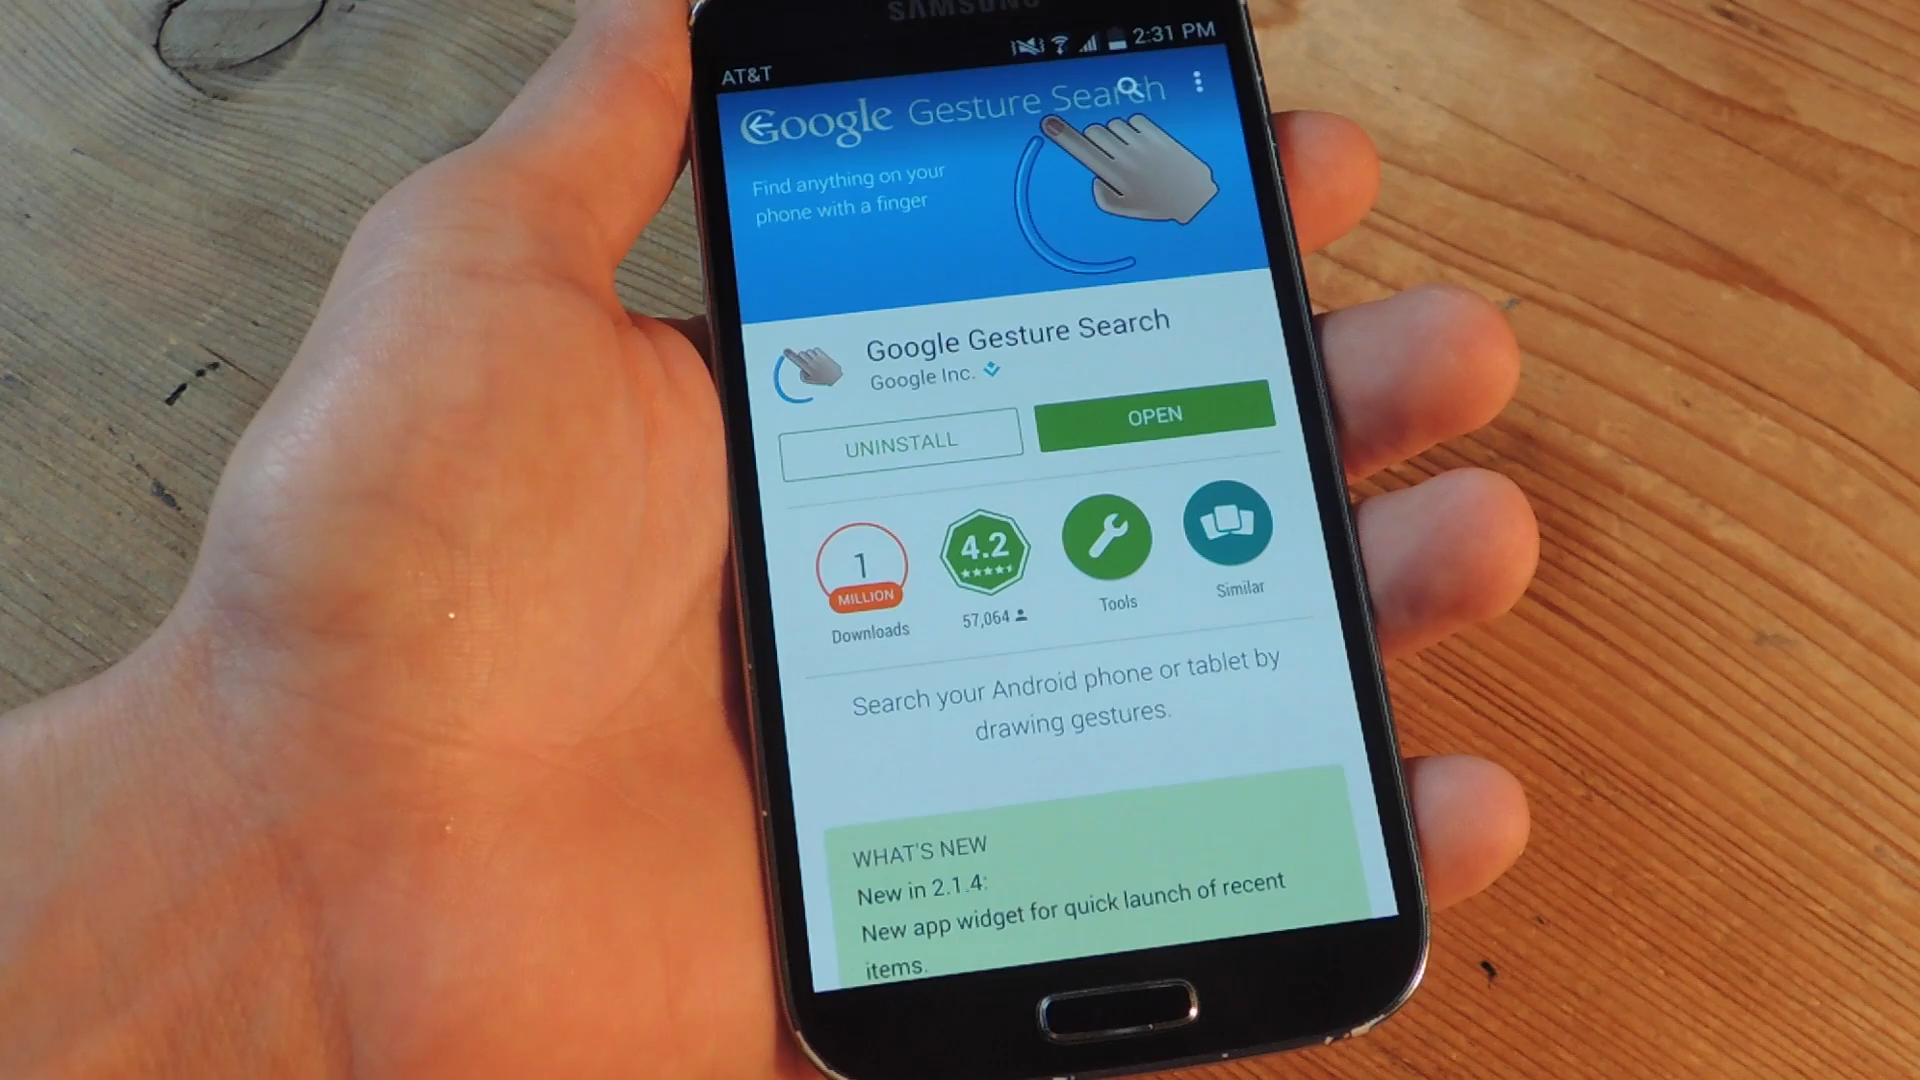 SAMSUNG
AT&T
2:31 PM
Google Gesture Search
Find anything on your
phone with a finger
Google Gesture Search
Google Inc.
UNINSTALL
OPEN
1
MILLION
Downloads
4.2
57,064
Tools
Similar
Search your Android phone or tablet by
drawing gestures.
WHAT'S NEW
New in 2.1.4:
New app widget for quick launch of recent
items.